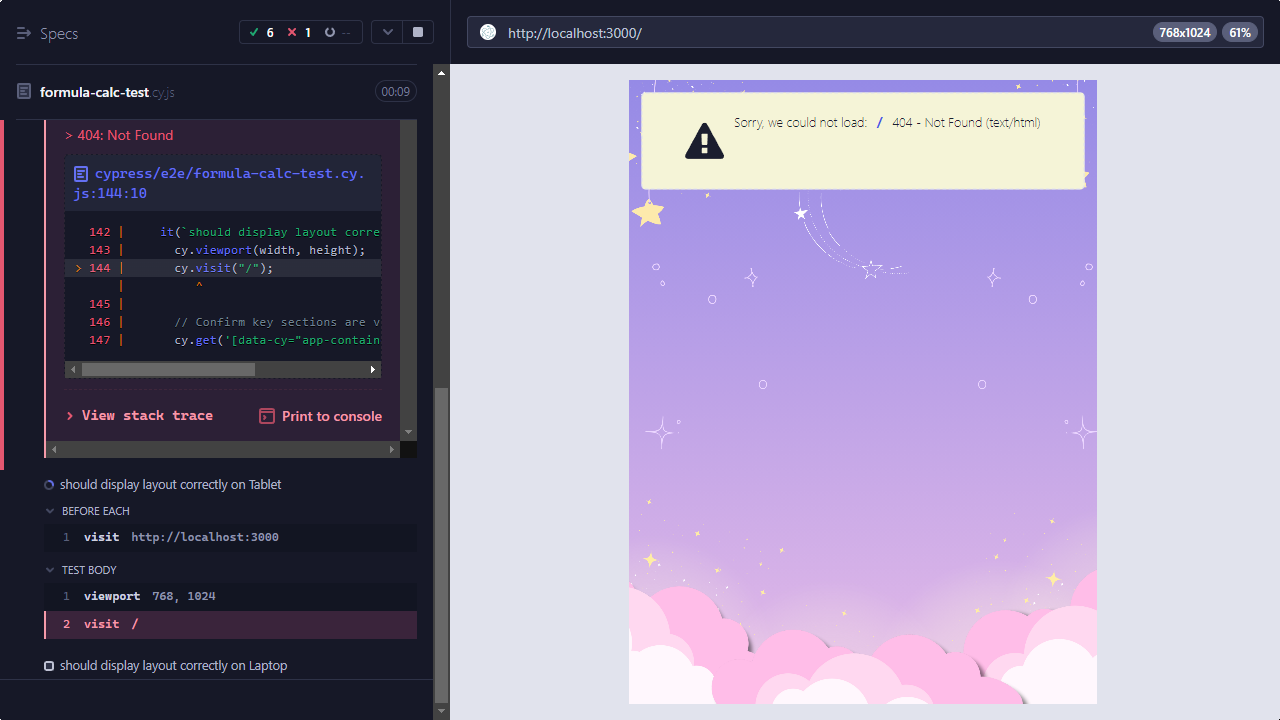 Specs
6
1
--
http://localhost:3000/
768x1024
61%
formula-calc-test.cy.js
00:09
> 404: Not Found
cypress/e2e/formula-calc-test.cy.
js:144:10
142 |     it(`should display layout corre
143 |       cy.viewport(width, height);
> 144 |       cy.visit("/");
|          ^
145 |
146 |       // Confirm key sections are v
147 |       cy.get('[data-cy="app-contain
> View stack trace
Print to console
should display layout correctly on Tablet
BEFORE EACH
1 visit http://localhost:3000
TEST BODY
1 viewport 768, 1024
2 visit /
should display layout correctly on Laptop
Sorry, we could not load: / 404 - Not Found (text/html)